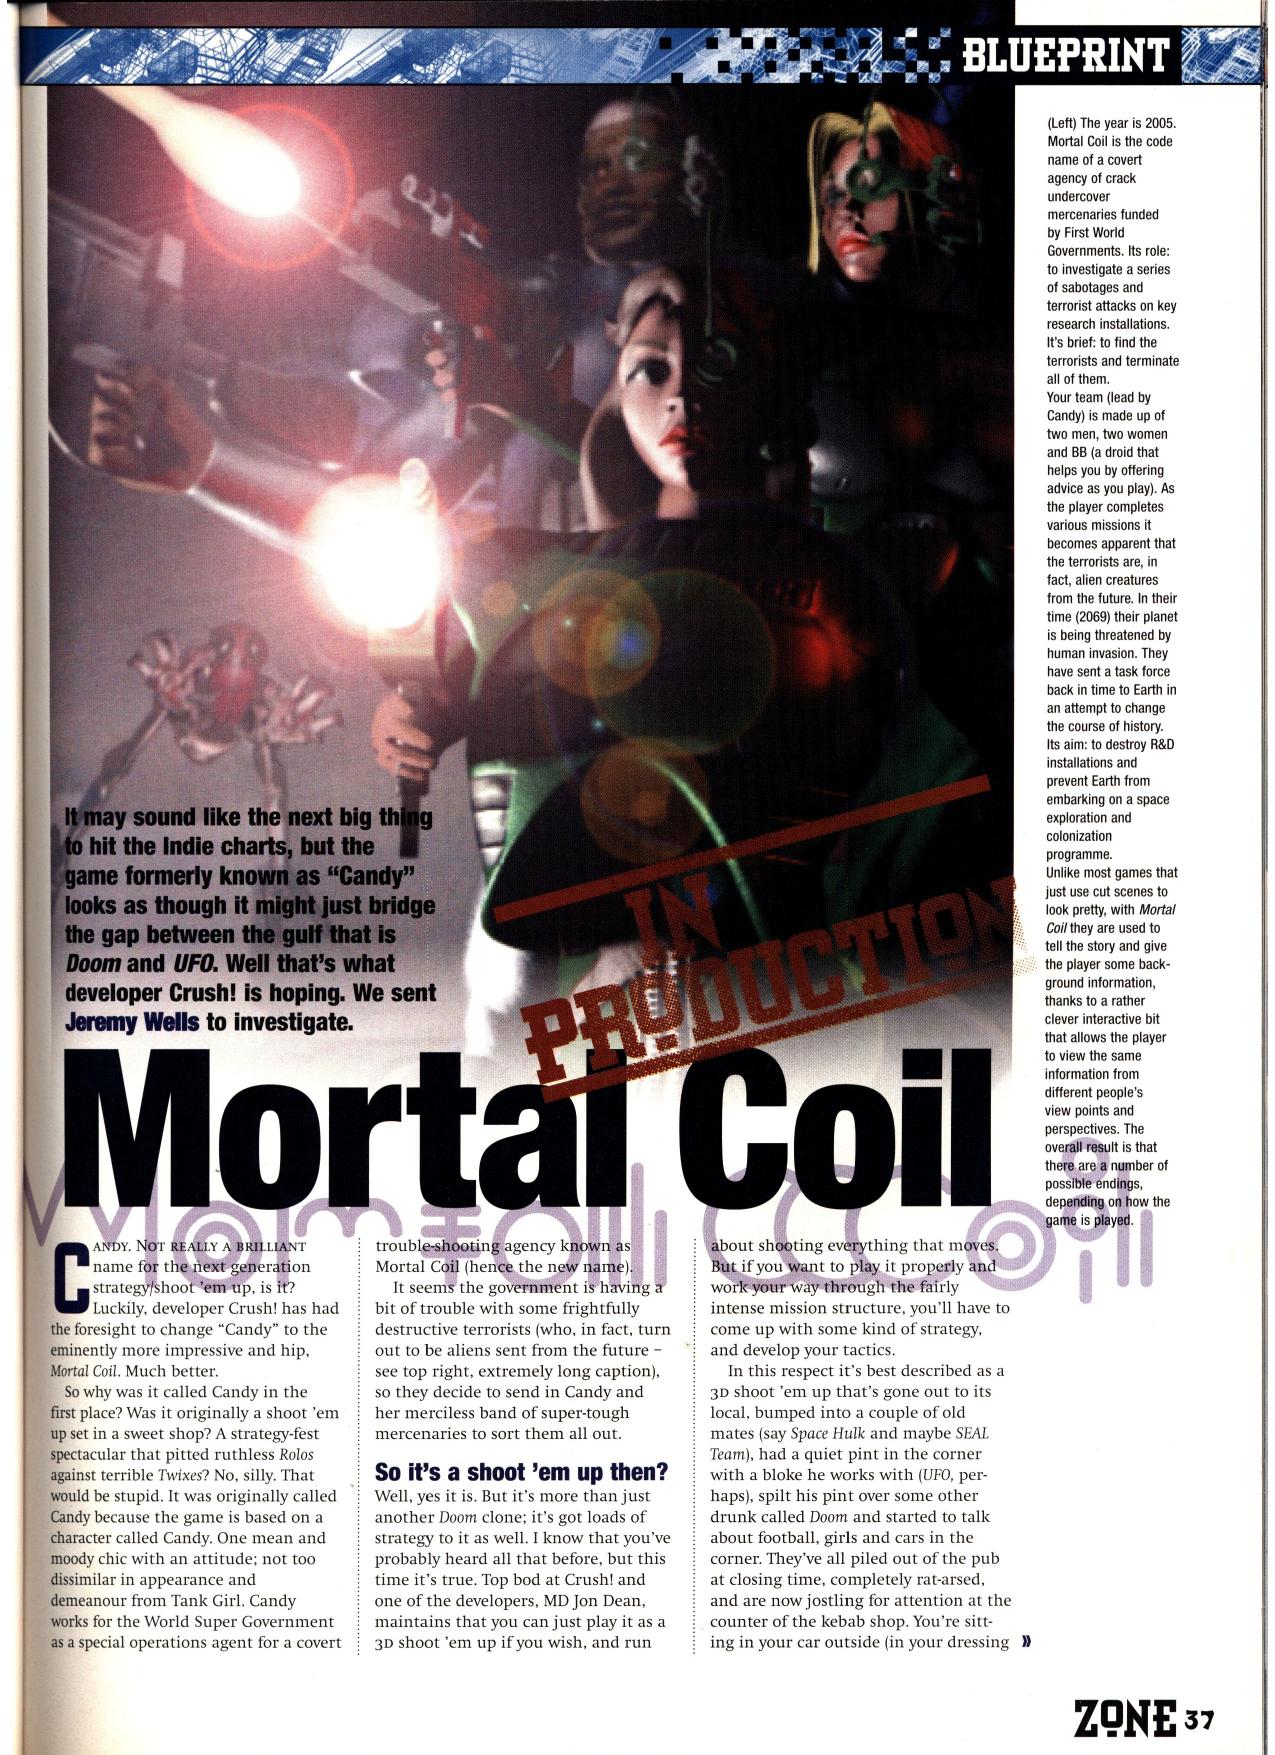 BLUEPRINT
(Left) The year is 2005.
Mortal Coil is the code
name of a covert
agency of crack
undercover
mercenaries funded
by First World
Governments. Its role:
to investigate a series
of sabotages and
terrorist attacks on key
research installations.
It's brief: to find the
terrorists and terminate
all of them.
Your team (lead by
Candy) is made up of
two men, two women
and BB (a droid that
helps you by offering
advice as you play). As
the player completes
various missions it
becomes apparent that
the terrorists are, in
fact, alien creatures
from the future. In their
time (2069) their planet
is being threatened by
human invasion. They
have sent a task force
back in time to Earth in
an attempt to change
the course of history.
Its aim: to destroy R&D
installations and
prevent Earth from
embarking on a space
exploration and
colonization
programme.
Unlike most games that
just use cut scenes to
look pretty, with Mortal
Coil they are used to
tell the story and give
the player some back-
ground information,
thanks to a rather
clever interactive bit
that allows the player
to view the same
information from
different people's
view points and
perspectives. The
overall result is that
there are a number of
possible endings,
depending on how the
game is played.
It may sound like the next big thing
to hit the Indie charts, but the
game formerly known as “Candy”
looks as though it might just bridge
the gap between the gulf that is
Doom and UFO. Well that's what
developer Crush! is hoping. We sent
Jeremy Wells to investigate.
IN
PRODUCTION
Mortal Coil
Mortal Coil
CANDY. NOT REALLY A BRILLIANT
name for the next generation
strategy/shoot 'em up, is it?
Luckily, developer Crush! has had
the foresight to change “Candy” to the
eminently more impressive and hip,
Mortal Coil. Much better.
So why was it called Candy in the
first place? Was it originally a shoot 'em
up set in a sweet shop? A strategy-fest
spectacular that pitted ruthless Rolos
against terrible Twixes? No, silly. That
would be stupid. It was originally called
Candy because the game is based on a
character called Candy. One mean and
moody chic with an attitude; not too
dissimilar in appearance and
demeanour from Tank Girl. Candy
works for the World Super Government
as a special operations agent for a covert
trouble-shooting agency known as
Mortal Coil (hence the new name).
It seems the government is having a
bit of trouble with some frightfully
destructive terrorists (who, in fact, turn
out to be aliens sent from the future –
see top right, extremely long caption),
so they decide to send in Candy and
her merciless band of super-tough
mercenaries to sort them all out.
So it's a shoot 'em up then?
Well, yes it is. But it's more than just
another Doom clone; it's got loads of
strategy to it as well. I know that you've
probably heard all that before, but this
time it's true. Top bod at Crush! and
one of the developers, MD Jon Dean,
maintains that you can just play it as a
3D shoot 'em up if you wish, and run
about shooting everything that moves.
But if you want to play it properly and
work your way through the fairly
intense mission structure, you'll have to
come up with some kind of strategy,
and develop your tactics.
In this respect it's best described as a
3D shoot 'em up that's gone out to its
local, bumped into a couple of old
mates (say Space Hulk and maybe SEAL
Team), had a quiet pint in the corner
with a bloke he works with (UFO, per-
haps), spilt his pint over some other
drunk called Doom and started to talk
about football, girls and cars in the
corner. They've all piled out of the pub
at closing time, completely rat-arsed,
and are now jostling for attention at the
counter of the kebab shop. You're sitt-
ing in your car outside (in your dressing »
ZONE 37